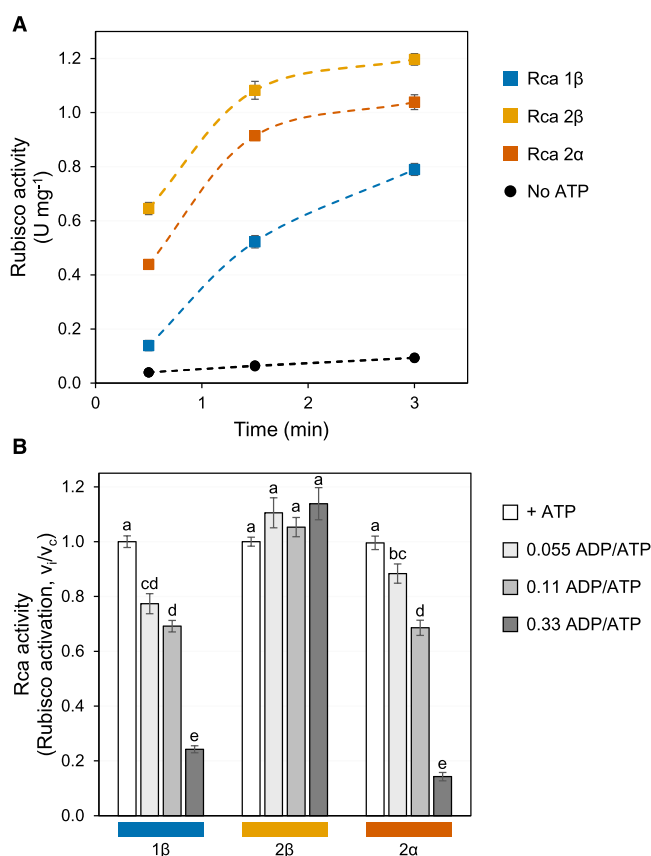 A
Rubisco activity
(U mg⁻¹)
1.2
1.0
0.8
0.6
0.4
0.2
0.0
0
1
2
3
Time (min)
Rca 1β
Rca 2β
Rca 2α
No ATP
B
Rca activity
(Rubisco activation, vᵢ/v꜀)
1.2
1.0
0.8
0.6
0.4
0.2
0.0
a
cd
d
e
a
a
a
a
a
bc
d
e
1β
2β
2α
+ ATP
0.055 ADP/ATP
0.11 ADP/ATP
0.33 ADP/ATP